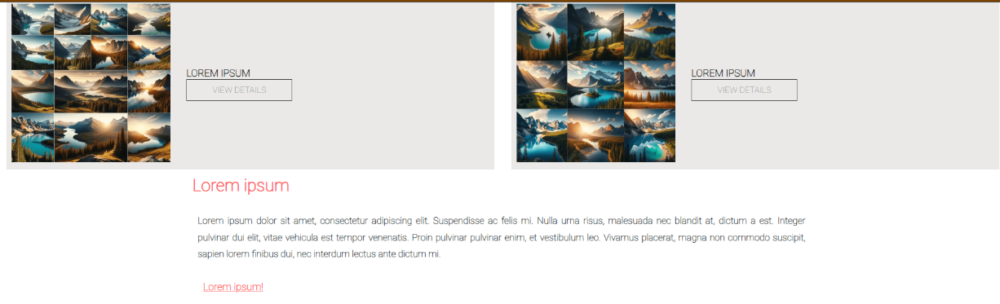 LOREM IPSUM
VIEW DETAILS
LOREM IPSUM
VIEW DETAILS
Lorem ipsum
Lorem ipsum dolor sit amet, consectetur adipiscing elit. Suspendisse ac felis mi. Nulla urna risus, malesuada nec blandit at, dictum a est. Integer
pulvinar dui elit, vitae vehicula est tempor venenatis. Proin pulvinar pulvinar enim, et vestibulum leo. Vivamus placerat, magna non commodo suscipit,
sapien lorem finibus dui, nec interdum lectus ante dictum mi.
Lorem ipsum!